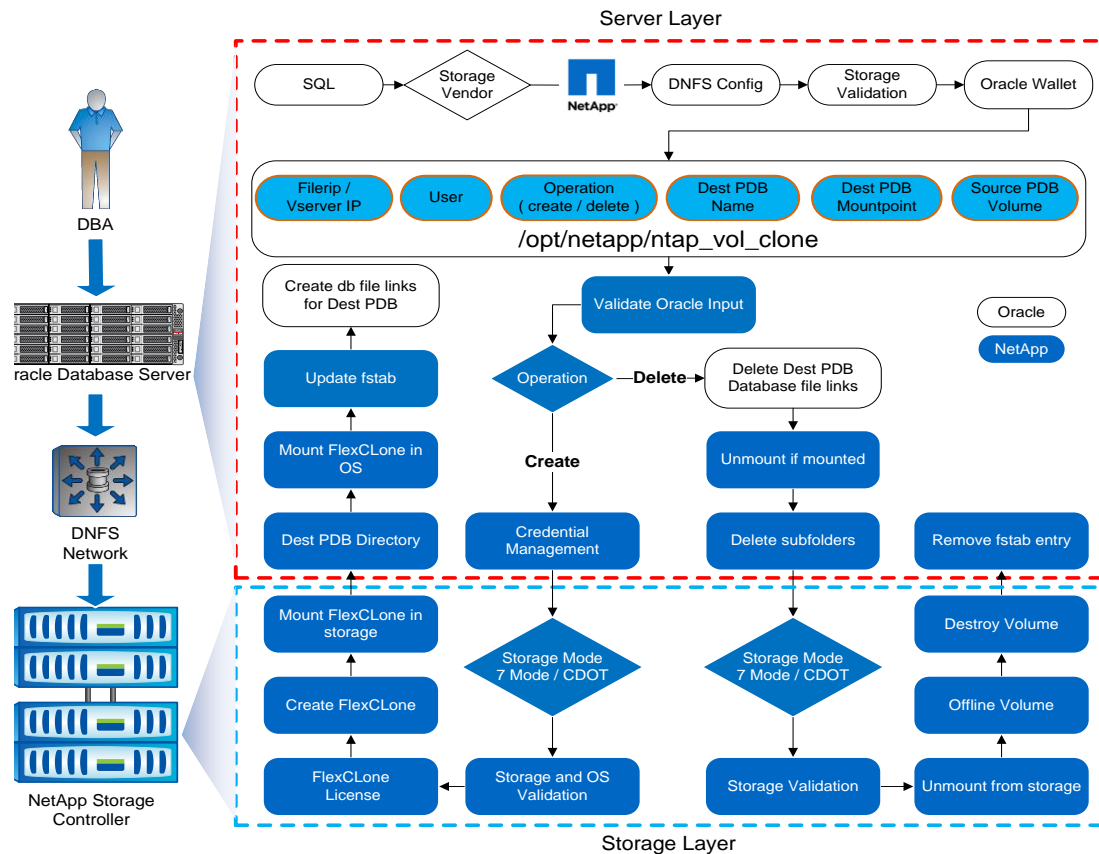 Server Layer
SQL
Storage
Vendor
NetApp
DNFS Config
Storage
Validation
Oracle Wallet
Filerip /
Vserver IP
User
Operation
( create / delete )
Dest PDB
Name
Dest PDB
Mountpoint
Source PDB
Volume
/opt/netapp/ntap_vol_clone
DBA
racle Database Server
DNFS
Network
NetApp Storage
Controller
Create db file links
for Dest PDB
Validate Oracle Input
Oracle
NetApp
Update fstab
Operation
Delete
Delete Dest PDB
Database file links
Mount FlexCLone in
OS
Create
Unmount if mounted
Dest PDB Directory
Credential
Management
Delete subfolders
Remove fstab entry
Mount FlexCLone in
storage
Storage Mode
7 Mode / CDOT
Storage Mode
7 Mode / CDOT
Destroy Volume
Create FlexCLone
Offline Volume
FlexCLone
License
Storage and OS
Validation
Storage Validation
Unmount from storage
Storage Layer